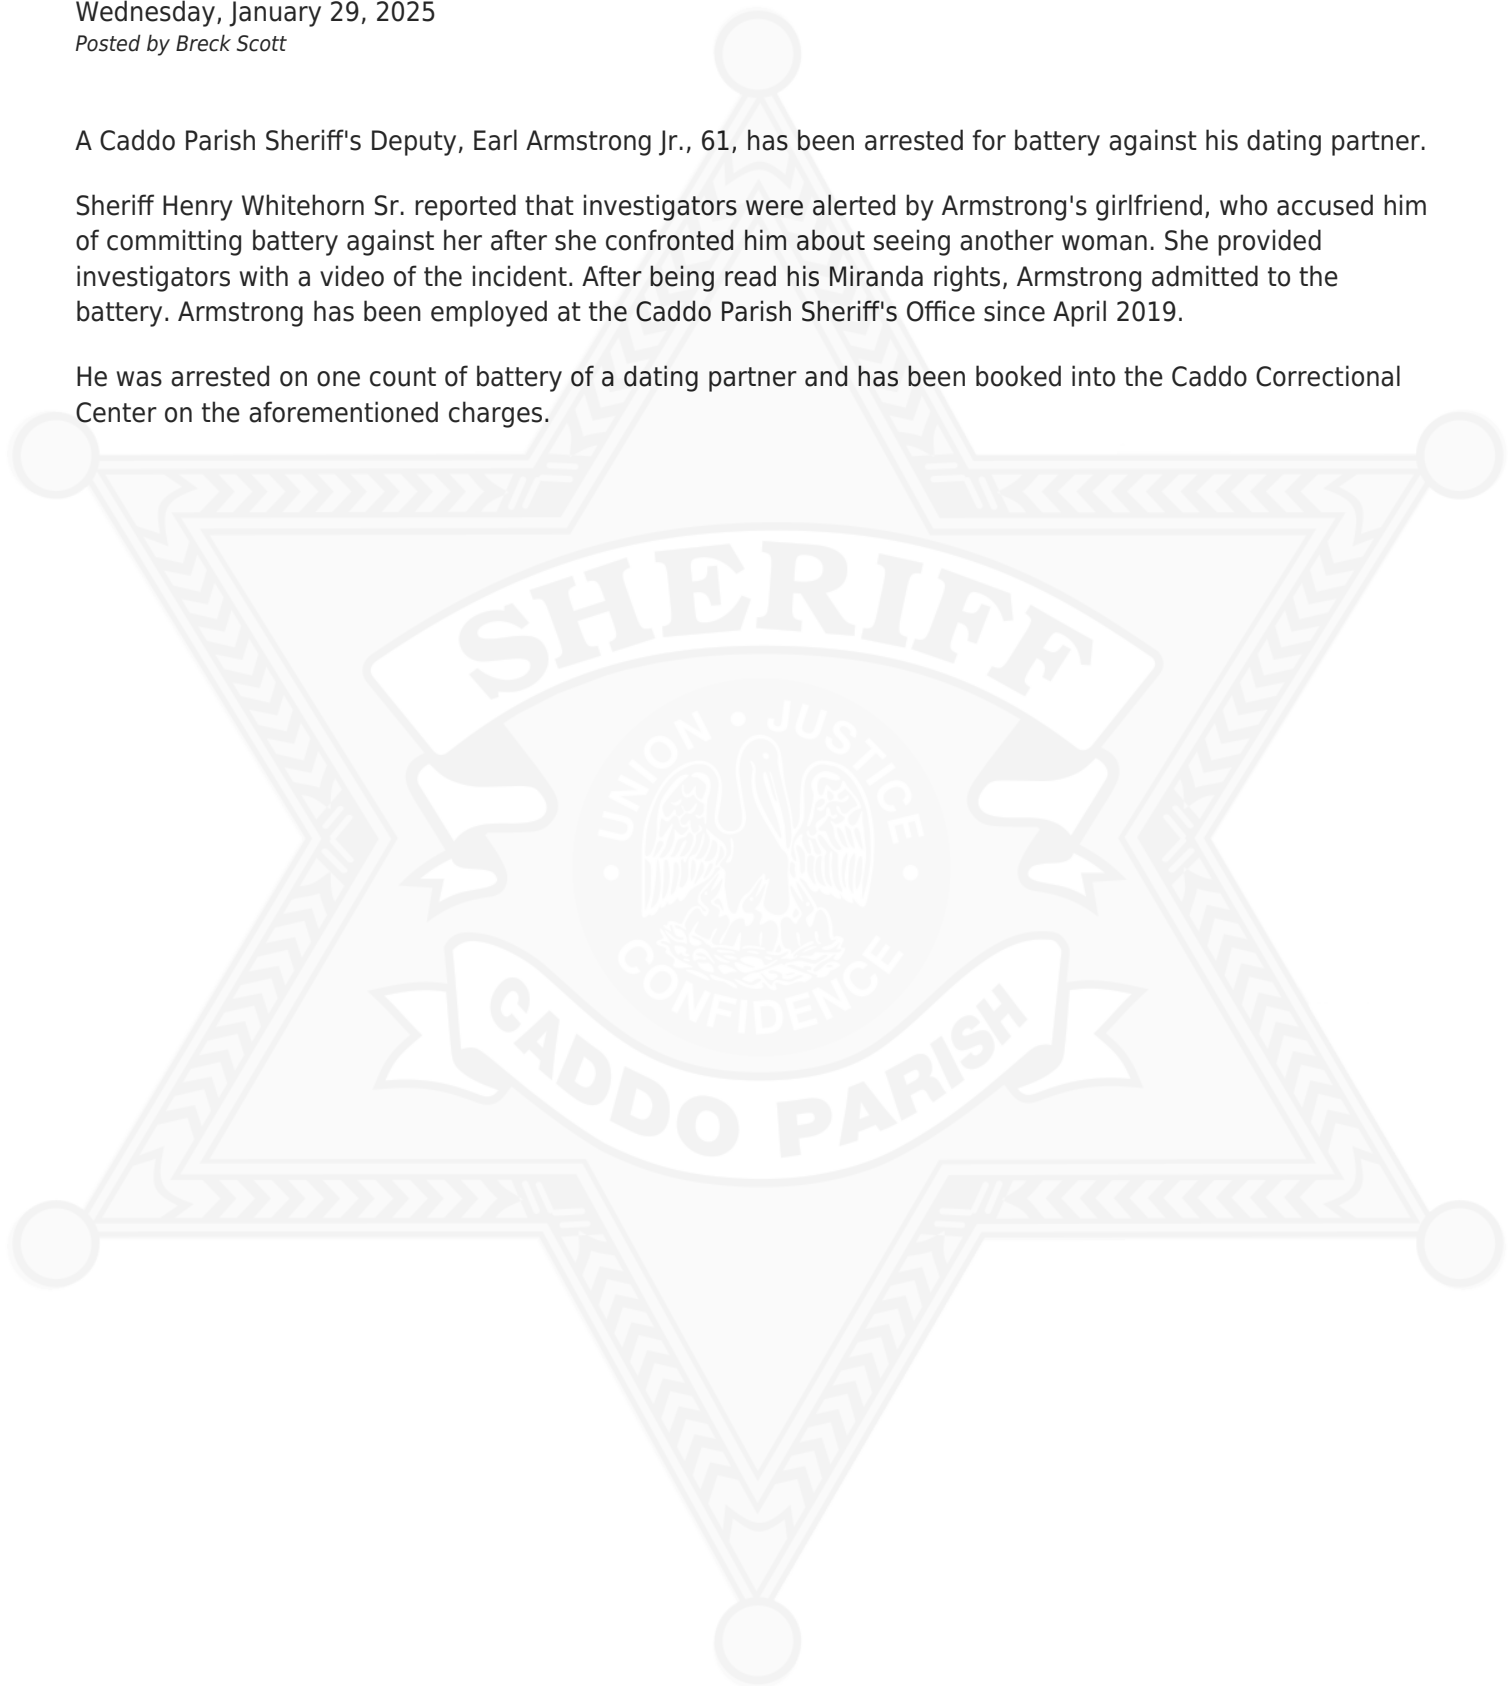 Wednesday, January 29, 2025
Posted by Breck Scott
A Caddo Parish Sheriff's Deputy, Earl Armstrong Jr., 61, has been arrested for battery against his dating partner.
Sheriff Henry Whitehorn Sr. reported that investigators were alerted by Armstrong's girlfriend, who accused him
of committing battery against her after she confronted him about seeing another woman. She provided
investigators with a video of the incident. After being read his Miranda rights, Armstrong admitted to the
battery. Armstrong has been employed at the Caddo Parish Sheriff's Office since April 2019.
He was arrested on one count of battery of a dating partner and has been booked into the Caddo Correctional
Center on the aforementioned charges.
SHERIFF
UNION • JUSTICE
• CONFIDENCE •
CADDO PARISH